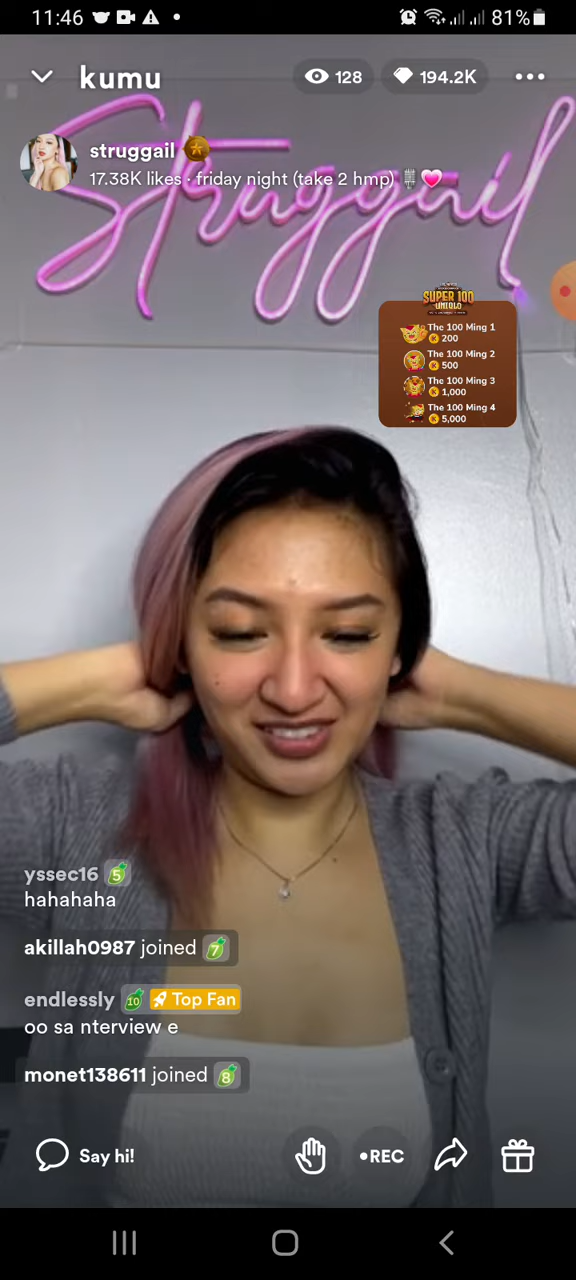 11:46
81%
kumu
128
194.2K
struggail
17.38K likes · friday night (take 2 hmp)
Struggail
SUPER 100
UNTOLD
The 100 Ming 1
200
The 100 Ming 2
500
The 100 Ming 3
1,000
The 100 Ming 4
5,000
yssec16 5
hahahaha
akillah0987 joined 7
endlessly 10 Top Fan
oo sa nterview e
monet138611 joined 8
Say hi!
•REC